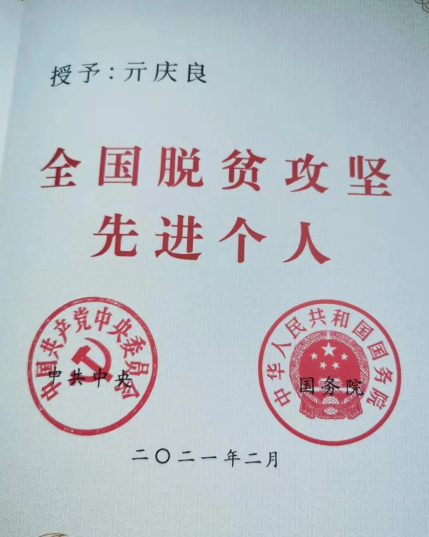 授予：亓庆良
全国脱贫攻坚
先进个人
中国共产党中央委员会
中共中央
中华人民共和国国务院
国务院
二〇二一年二月